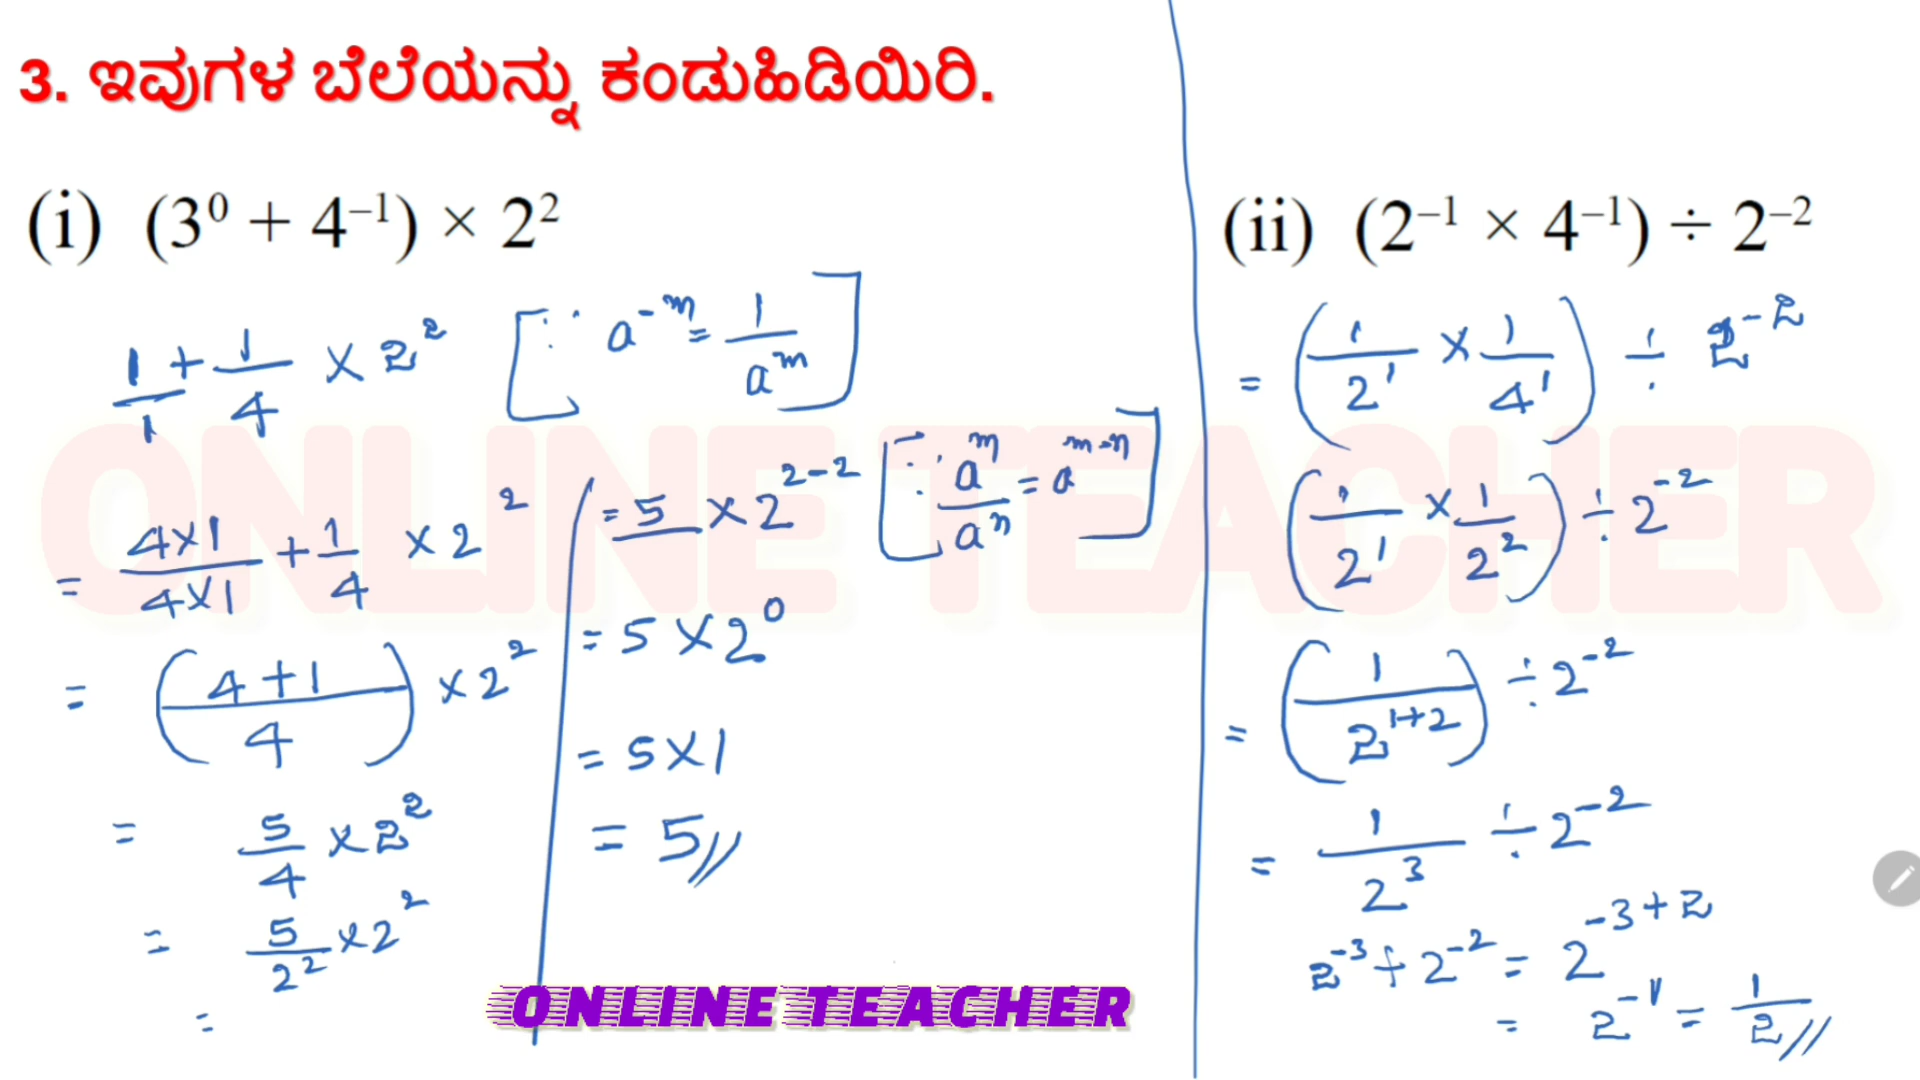 3. ಇವುಗಳ ಬೆಲೆಯನ್ನು ಕಂಡುಹಿಡಿಯಿರಿ.
(i) (3⁰ + 4⁻¹) × 2²
1/1 + 1/4 × 2² [∵ a⁻ᵐ = 1/aᵐ]
= 4×1/4×1 + 1/4 × 2²
= (4+1/4) × 2²
= 5/4 × 2²
= 5/2² × 2²
=
= 5 × 2²⁻² [∵ aᵐ/aⁿ = aᵐ⁻ⁿ]
= 5 × 2⁰
= 5 × 1
= 5//
(ii) (2⁻¹ × 4⁻¹) ÷ 2⁻²
= (1/2¹ × 1/4¹) ÷ 2⁻²
(1/2¹ × 1/2²) ÷ 2⁻²
= (1/2¹⁺²) ÷ 2⁻²
= 1/2³ ÷ 2⁻²
2⁻³ ÷ 2⁻² = 2⁻³⁺²
= 2⁻¹ = 1/2//
ONLINE TEACHER
ONLINE TEACHER